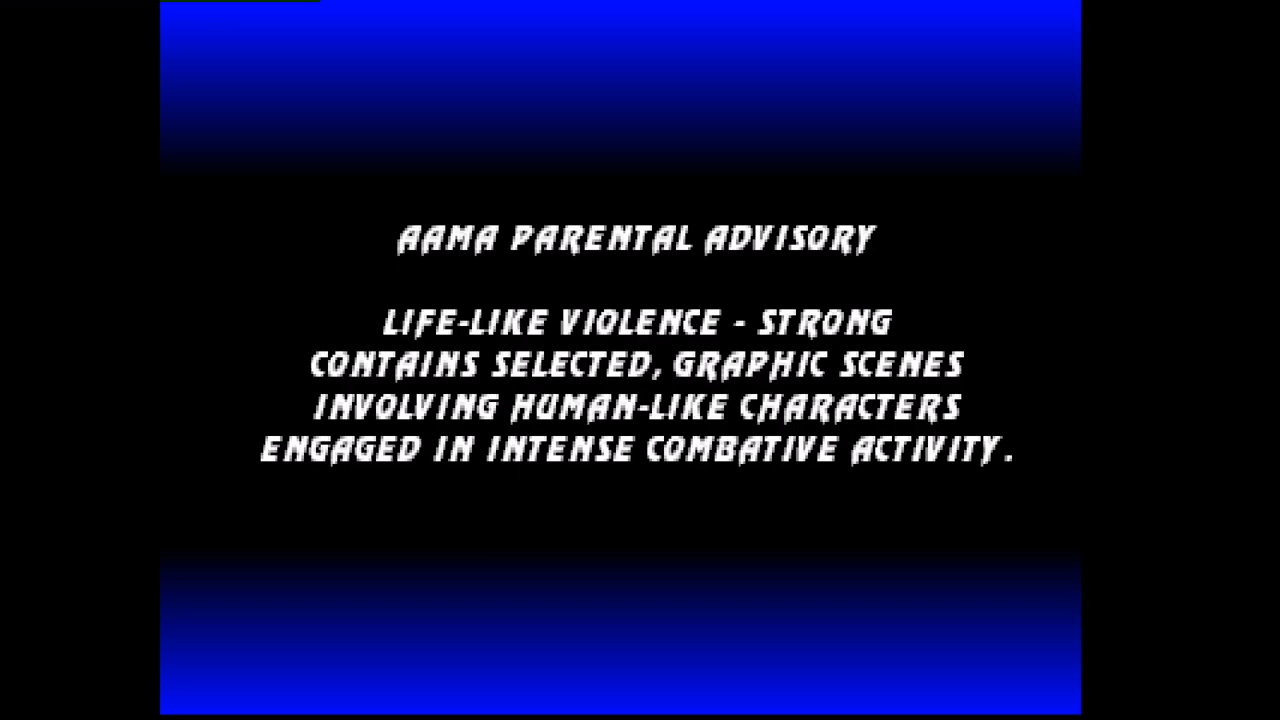 AAMA PARENTAL ADVISORY
LIFE-LIKE VIOLENCE - STRONG
CONTAINS SELECTED, GRAPHIC SCENES
INVOLVING HUMAN-LIKE CHARACTERS
ENGAGED IN INTENSE COMBATIVE ACTIVITY.